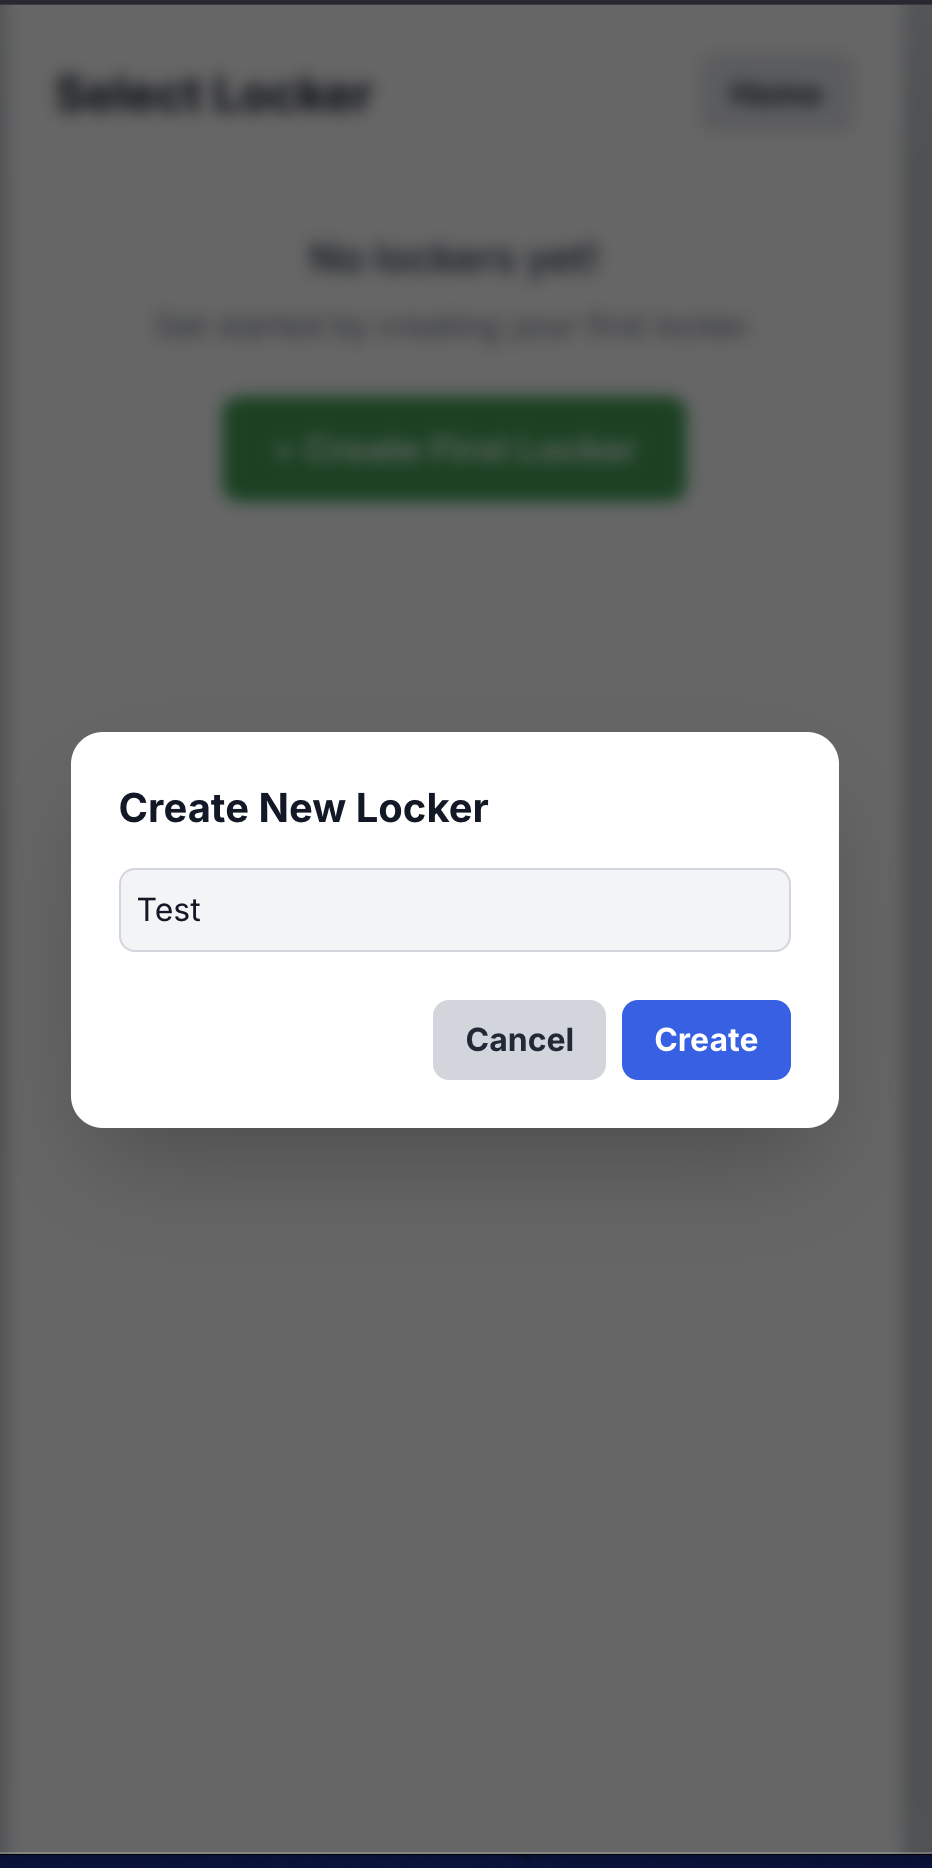 Select Locker
Home
No lockers yet!
Get started by creating your first locker.
+ Create First Locker
Create New Locker
Test
Cancel
Create